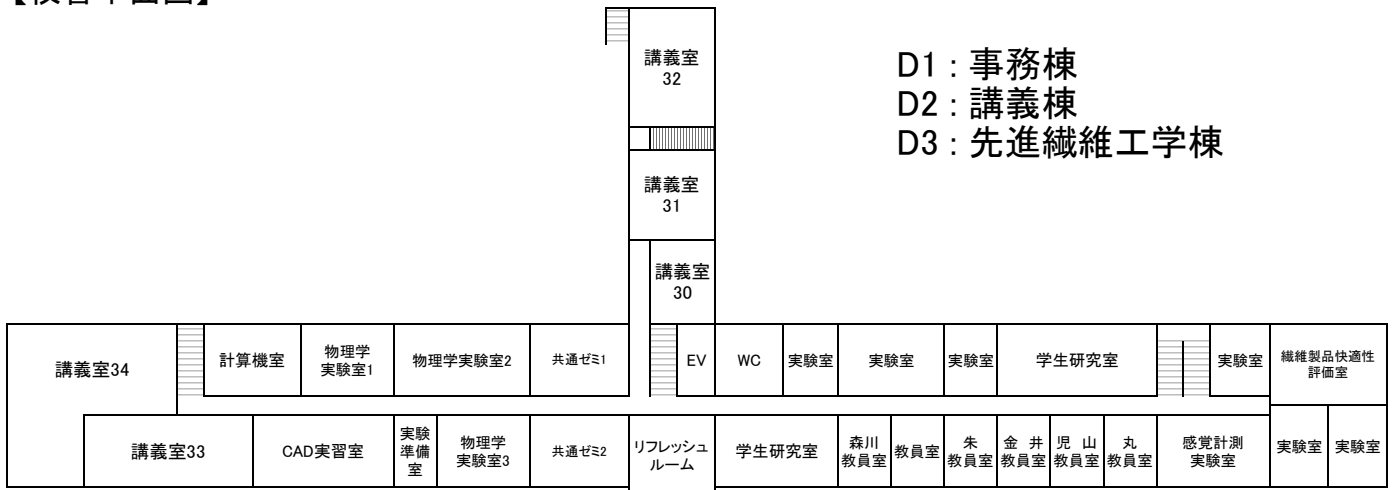 講義室
32
D1：事務棟
D2：講義棟
D3：先進繊維工学棟
講義室
31
講義室
30
講義室34
計算機室
物理学
実験室1
物理学実験室2
共通ゼミ1
EV
WC
実験室
実験室
実験室
学生研究室
実験室
繊維製品快適性
評価室
講義室33
CAD実習室
実験
準備
室
物理学
実験室3
共通ゼミ2
リフレッシュ
ルーム
学生研究室
森川
教員室
教員室
朱
教員室
金 井
教員室
児 山
教員室
丸
教員室
感覚計測
実験室
実験室
実験室